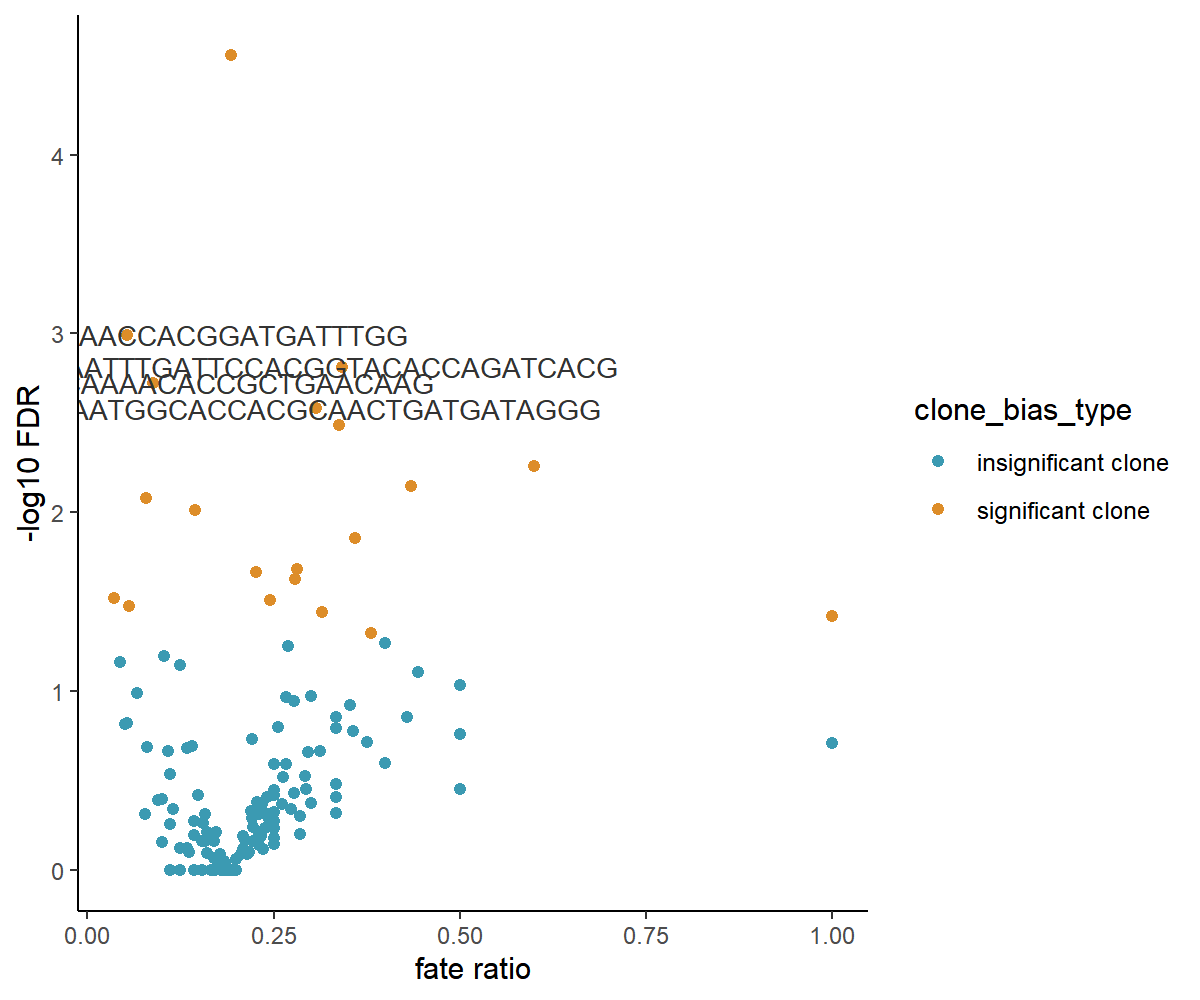 4
3
AACCACGGATGATTTGG
AATTTGATTCCACGGTACACCAGATCACG
CAAAACACCGCTGAACAAG
AATGGCACCACGCAACTGATGATAGGG
2
1
0
-log10 FDR
0.00 0.25 0.50 0.75 1.00
fate ratio
clone_bias_type
insignificant clone
significant clone